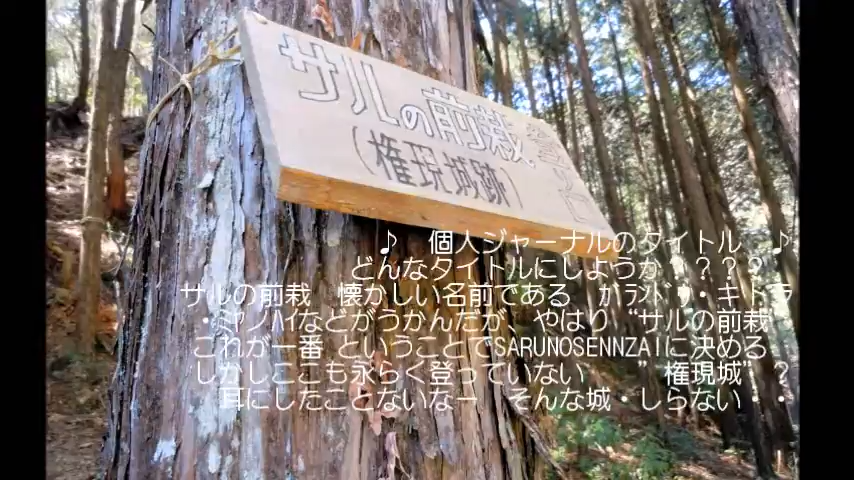 サルの前栽 登り口
(権現城跡)
♪ 個人ジャーナルのタイトル ♪
どんなタイトルにしようか？？？？
サルの前栽 懐かしい名前である ｶﾞﾗﾝﾄﾞｳ・キトラ
・ﾐﾔﾉﾊｲなどがうかんだが、やはり“サルの前栽”
これが一番 ということでSARUNOSENNZAIに決める
しかしここも永らく登っていない ”権現城”？
耳にしたことないなー そんな城・しらない・・